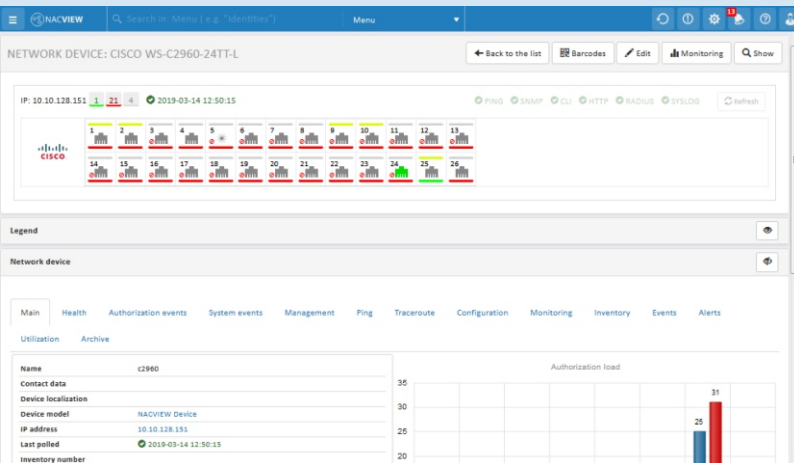 NACVIEW
Search in: Menu (e.g. "Identities")
Menu
13
NETWORK DEVICE: CISCO WS-C2960-24TT-L
Back to the list
Barcodes
Edit
Monitoring
Show
IP: 10.10.128.151 1 21 4 2019-03-14 12:50:15
PING SNMP CLI HTTP RADIUS SYSLOG
Refresh
1 2 3 4 5 6 7 8 9 10 11 12 13
CISCO
14 15 16 17 18 19 20 21 22 23 24 25 26
Legend
Network device
Main Health Authorization events System events Management Ping Traceroute Configuration Monitoring Inventory Events Alerts
Utilization Archive
Name c2960
Contact data
Device localization
Device model NACVIEW Device
IP address 10.10.128.151
Last polled 2019-03-14 12:50:15
Inventory number
Authorization load
35
31
30
25
25
20